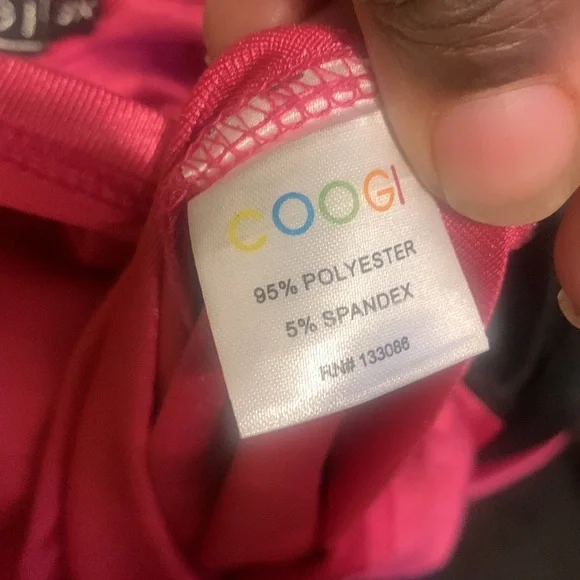 COOGI
95% POLYESTER
5% SPANDEX
RN# 133086